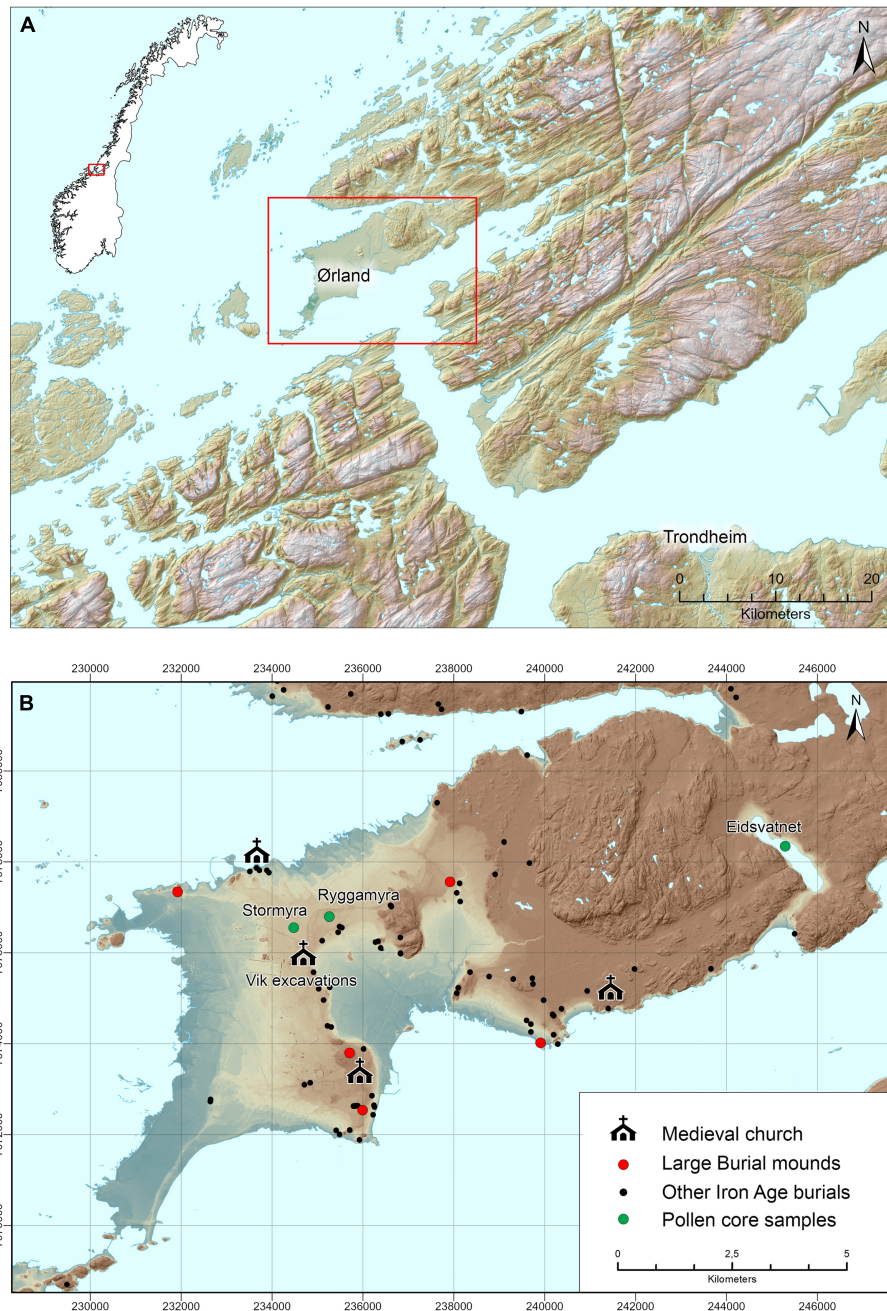 A
N
Ørland
Trondheim
0 10 20
Kilometers
230000 232000 234000 236000 238000 240000 242000 244000 246000
B
N
Eidsvatnet
Ryggamyra
Stormyra
Vik excavations
Medieval church
Large Burial mounds
Other Iron Age burials
Pollen core samples
0 2,5 5
Kilometers
230000 232000 234000 236000 238000 240000 242000 244000 246000